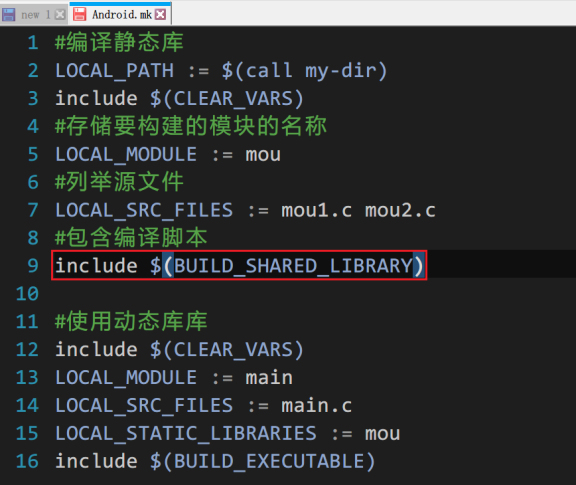 new 1 Android.mk
1 #编译静态库
2 LOCAL_PATH := $(call my-dir)
3 include $(CLEAR_VARS)
4 #存储要构建的模块的名称
5 LOCAL_MODULE := mou
6 #列举源文件
7 LOCAL_SRC_FILES := mou1.c mou2.c
8 #包含编译脚本
9 include $(BUILD_SHARED_LIBRARY)
10
11 #使用动态库库
12 include $(CLEAR_VARS)
13 LOCAL_MODULE := main
14 LOCAL_SRC_FILES := main.c
15 LOCAL_STATIC_LIBRARIES := mou
16 include $(BUILD_EXECUTABLE)